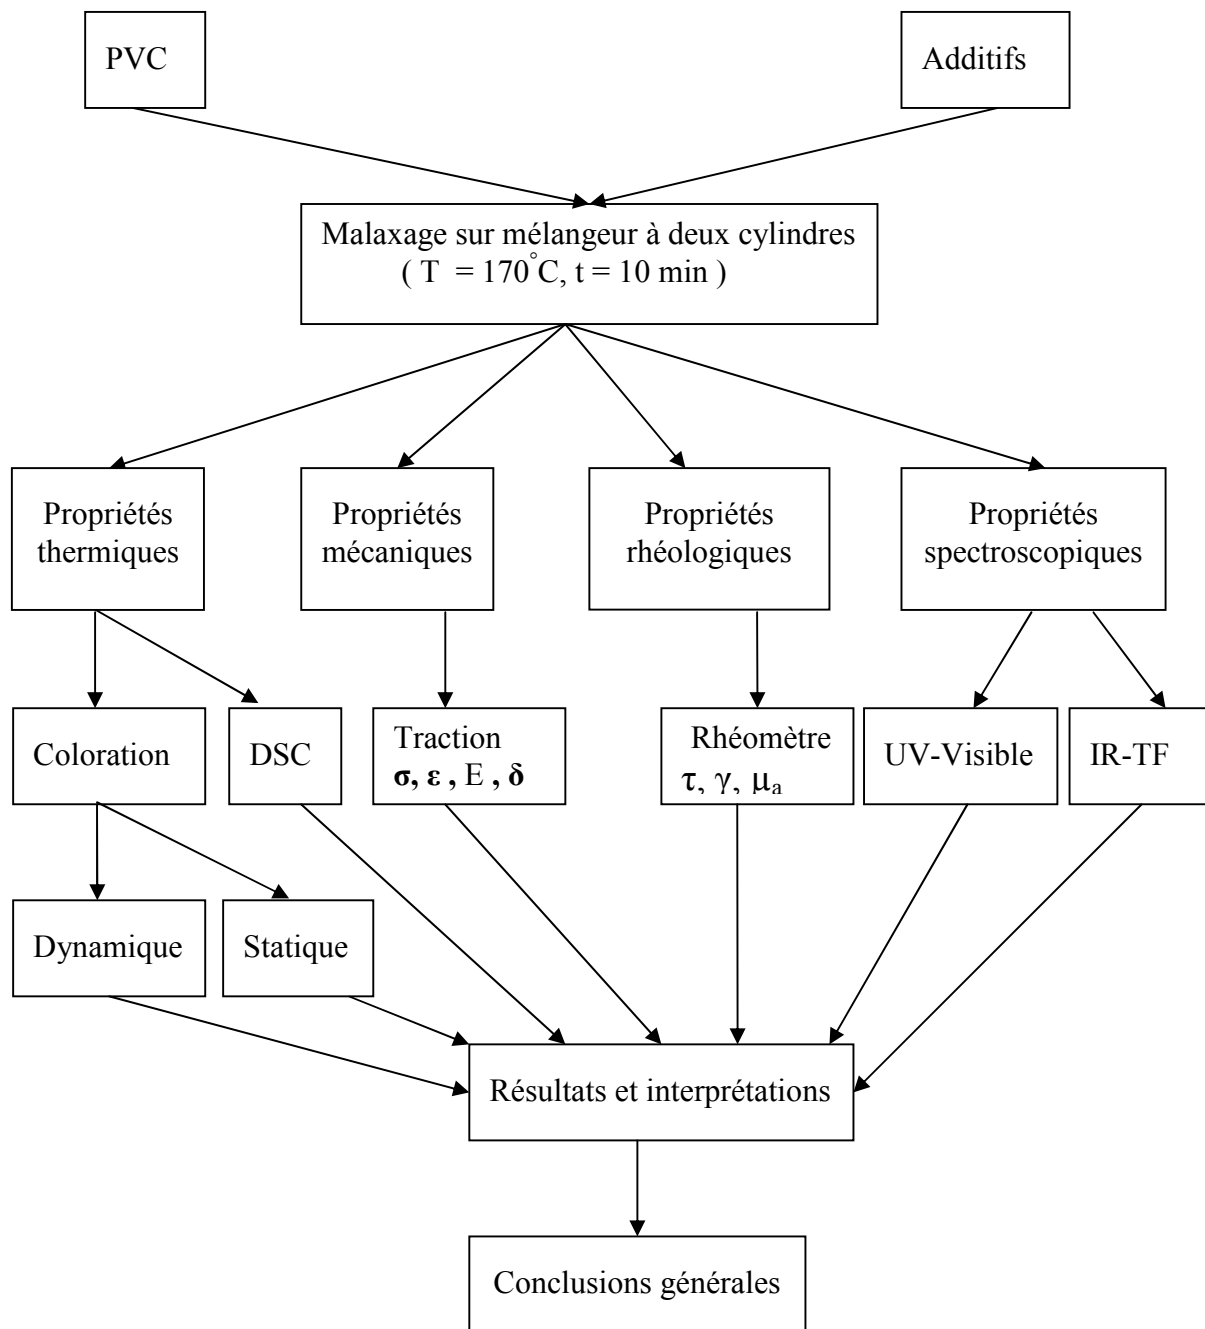 PVC
Additifs
Malaxage sur mélangeur à deux cylindres
( T = 170°C, t = 10 min )
Propriétés
thermiques
Propriétés
mécaniques
Propriétés
rhéologiques
Propriétés
spectroscopiques
Coloration
DSC
Traction
σ, ε , E , δ
Rhéomètre
τ, γ, μa
UV-Visible
IR-TF
Dynamique
Statique
Résultats et interprétations
Conclusions générales